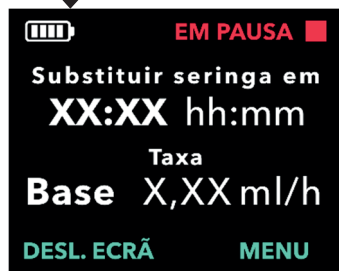 EM PAUSA
Substituir seringa em
XX:XX hh:mm
Taxa
Base X,XX ml/h
DESL. ECRÃ MENU